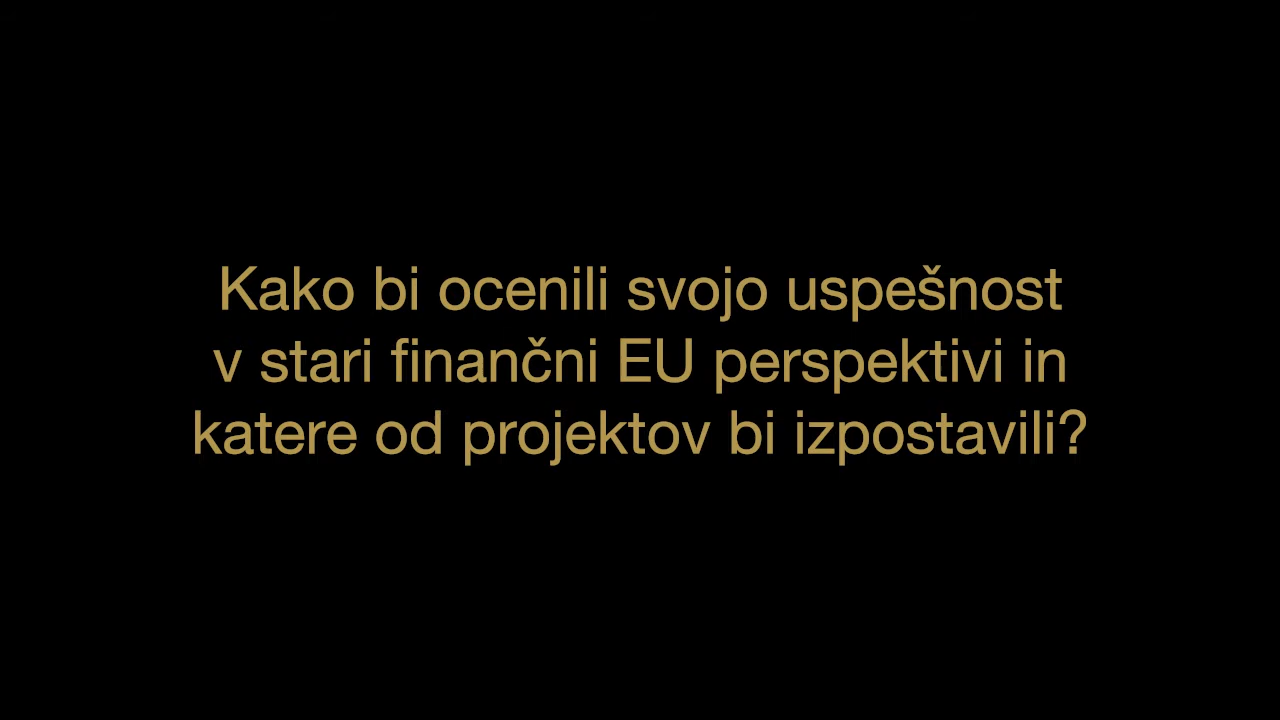 Kako bi ocenili svojo uspešnost
v stari finančni EU perspektivi in
katere od projektov bi izpostavili?